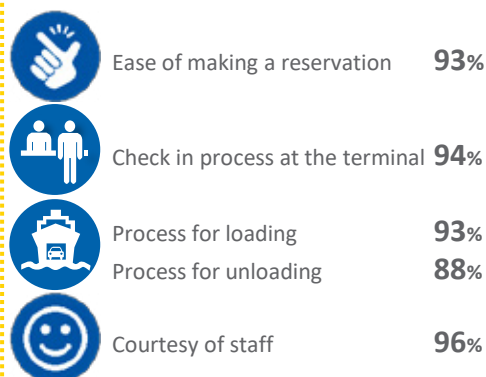 Ease of making a reservation 93%
Check in process at the terminal 94%
Process for loading 93%
Process for unloading 88%
Courtesy of staff 96%